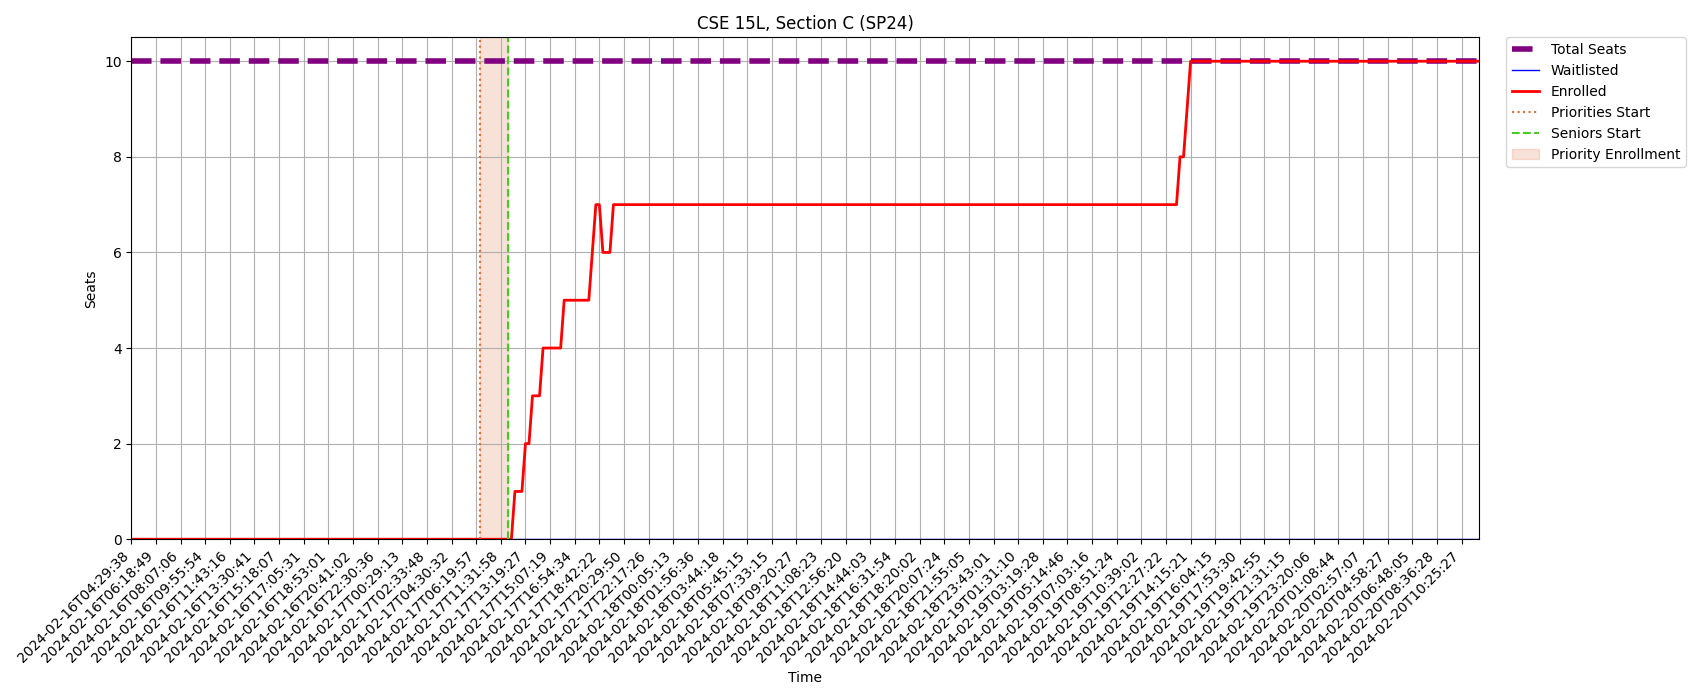 CSE 15L, Section C (SP24)
Total Seats
Waitlisted
Enrolled
Priorities Start
Seniors Start
Priority Enrollment
Seats
10
8
6
4
2
0
2024-02-16T04:29:38
2024-02-16T06:18:49
2024-02-16T08:07:06
2024-02-16T09:55:54
2024-02-16T11:43:16
2024-02-16T13:30:41
2024-02-16T15:18:07
2024-02-16T17:05:31
2024-02-16T18:53:01
2024-02-16T20:41:02
2024-02-16T22:30:36
2024-02-17T00:29:13
2024-02-17T02:33:48
2024-02-17T04:30:32
2024-02-17T06:19:57
2024-02-17T11:31:58
2024-02-17T13:19:27
2024-02-17T15:07:19
2024-02-17T16:54:34
2024-02-17T18:42:22
2024-02-17T20:29:50
2024-02-17T22:17:26
2024-02-18T00:05:13
2024-02-18T01:56:36
2024-02-18T03:44:18
2024-02-18T05:45:15
2024-02-18T07:33:15
2024-02-18T09:20:27
2024-02-18T11:08:23
2024-02-18T12:56:20
2024-02-18T14:44:03
2024-02-18T16:31:54
2024-02-18T18:20:02
2024-02-18T20:07:24
2024-02-18T21:55:05
2024-02-18T23:43:01
2024-02-19T01:31:10
2024-02-19T03:19:28
2024-02-19T05:14:46
2024-02-19T07:03:16
2024-02-19T08:51:24
2024-02-19T10:39:02
2024-02-19T12:27:22
2024-02-19T14:15:21
2024-02-19T16:04:15
2024-02-19T17:53:30
2024-02-19T19:42:55
2024-02-19T21:31:15
2024-02-19T23:20:06
2024-02-20T01:08:44
2024-02-20T02:57:07
2024-02-20T04:58:27
2024-02-20T06:48:05
2024-02-20T08:36:28
2024-02-20T10:25:27
Time